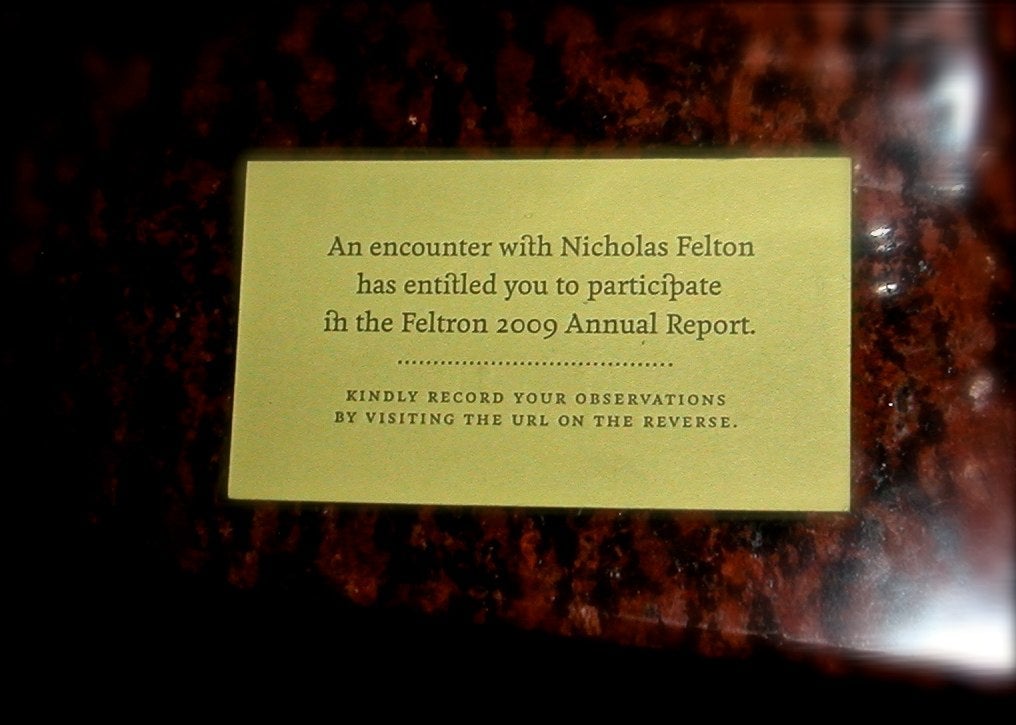 An encounter with Nicholas Felton
has entitled you to participate
in the Feltron 2009 Annual Report.
KINDLY RECORD YOUR OBSERVATIONS
BY VISITING THE URL ON THE REVERSE.